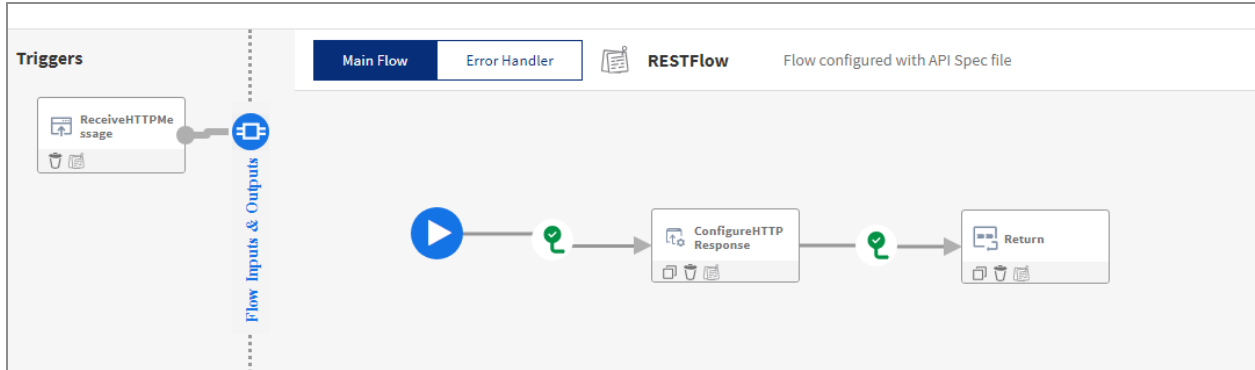 Triggers
Main Flow
Error Handler
RESTFlow
Flow configured with API Spec file
ReceiveHTTPMe
ssage
Flow Inputs & Outputs
ConfigureHTTP
Response
Return